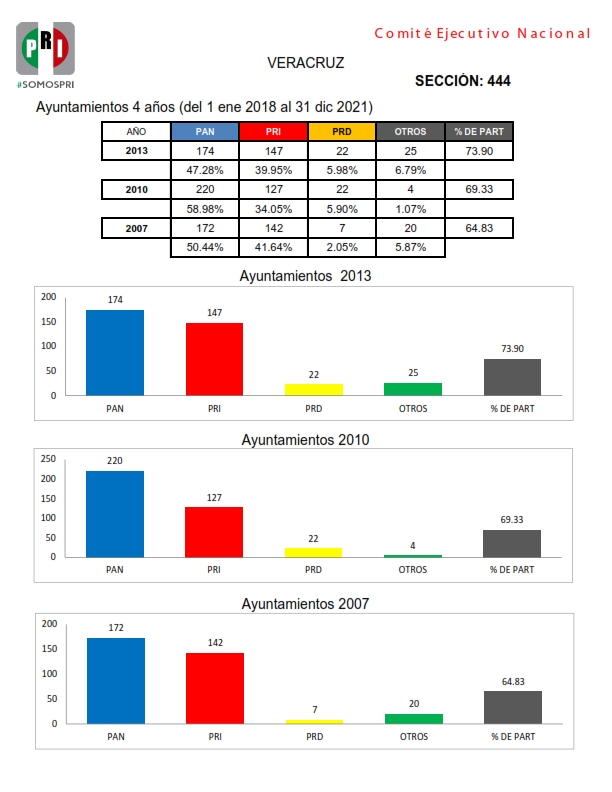 Comité Ejecutivo Nacional
PRI
#SOMOSPRI
VERACRUZ
SECCIÓN: 444
Ayuntamientos 4 años (del 1 ene 2018 al 31 dic 2021)
AÑO PAN PRI PRD OTROS % DE PART
2013 174 147 22 25 73.90
47.28% 39.95% 5.98% 6.79%
2010 220 127 22 4 69.33
58.98% 34.05% 5.90% 1.07%
2007 172 142 7 20 64.83
50.44% 41.64% 2.05% 5.87%
Ayuntamientos 2013
200
150
100
50
0
174 147 22 25 73.90
PAN PRI PRD OTROS % DE PART
Ayuntamientos 2010
250
200
150
100
50
0
220 127 22 4 69.33
PAN PRI PRD OTROS % DE PART
Ayuntamientos 2007
200
150
100
50
0
172 142 7 20 64.83
PAN PRI PRD OTROS % DE PART